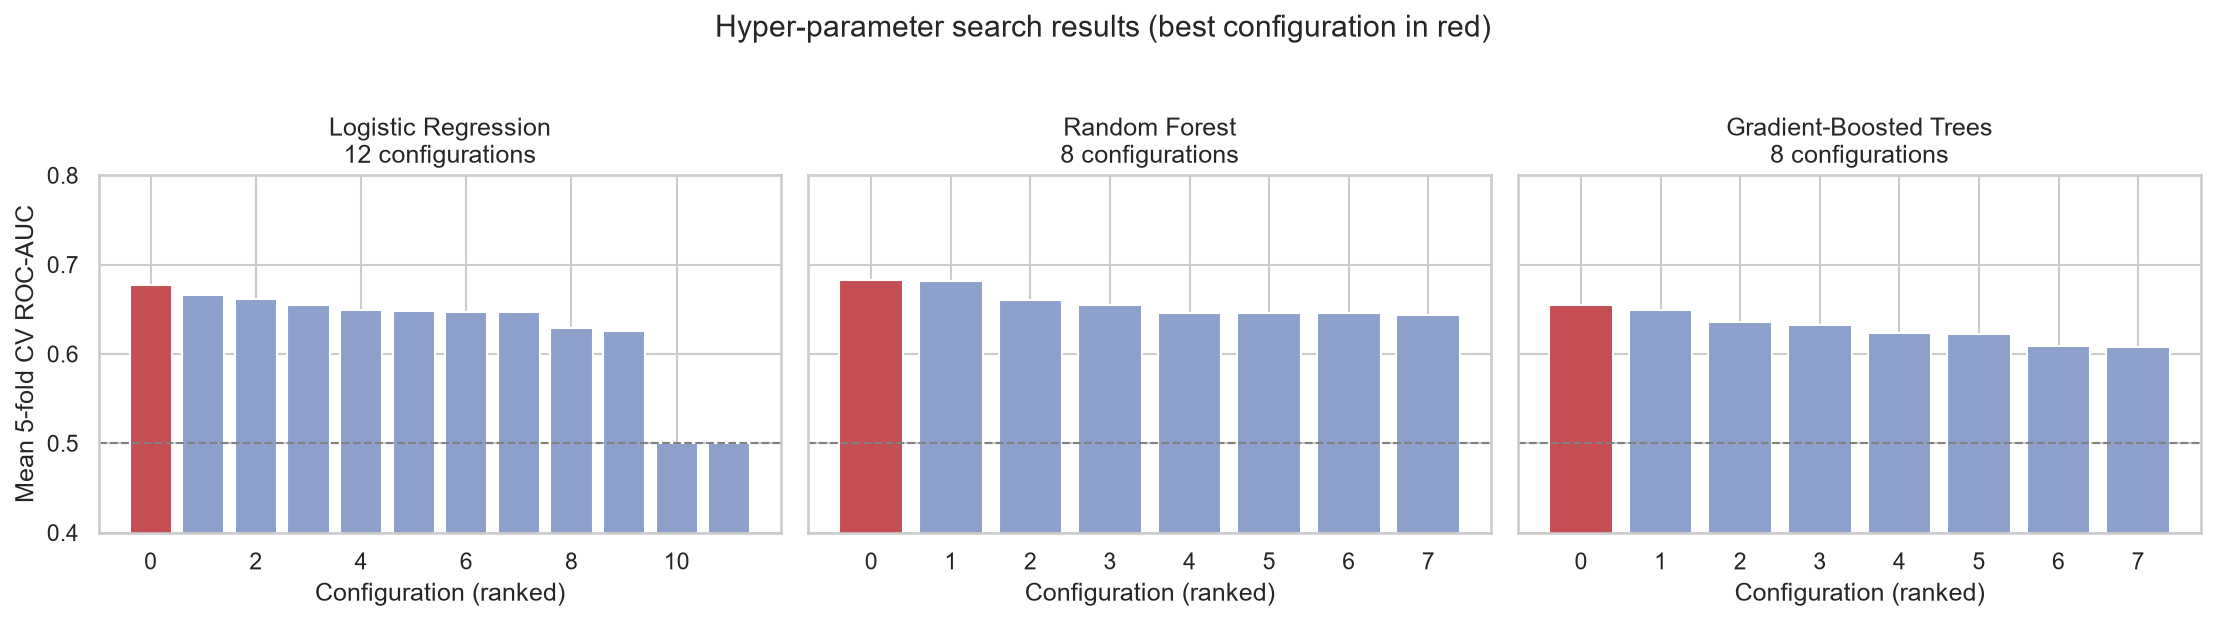 Hyper-parameter search results (best configuration in red)
Logistic Regression
12 configurations
Random Forest
8 configurations
Gradient-Boosted Trees
8 configurations
Mean 5-fold CV ROC-AUC
0.8
0.7
0.6
0.5
0.4
0 2 4 6 8 10
Configuration (ranked)
0 1 2 3 4 5 6 7
Configuration (ranked)
0 1 2 3 4 5 6 7
Configuration (ranked)